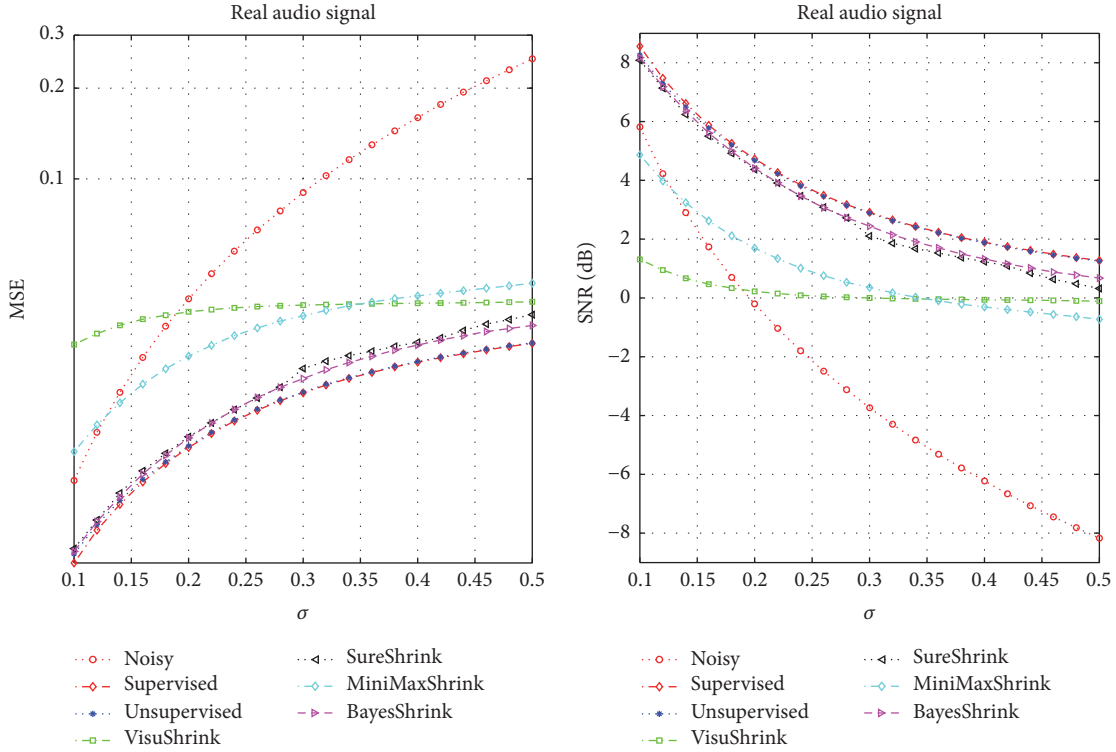 Real audio signal
0.3
0.2
0.1
MSE
0.1 0.15 0.2 0.25 0.3 0.35 0.4 0.45 0.5
σ
Noisy
Supervised
Unsupervised
VisuShrink
SureShrink
MiniMaxShrink
BayesShrink
Real audio signal
8
6
4
2
0
−2
−4
−6
−8
SNR (dB)
0.1 0.15 0.2 0.25 0.3 0.35 0.4 0.45 0.5
σ
Noisy
Supervised
Unsupervised
VisuShrink
SureShrink
MiniMaxShrink
BayesShrink